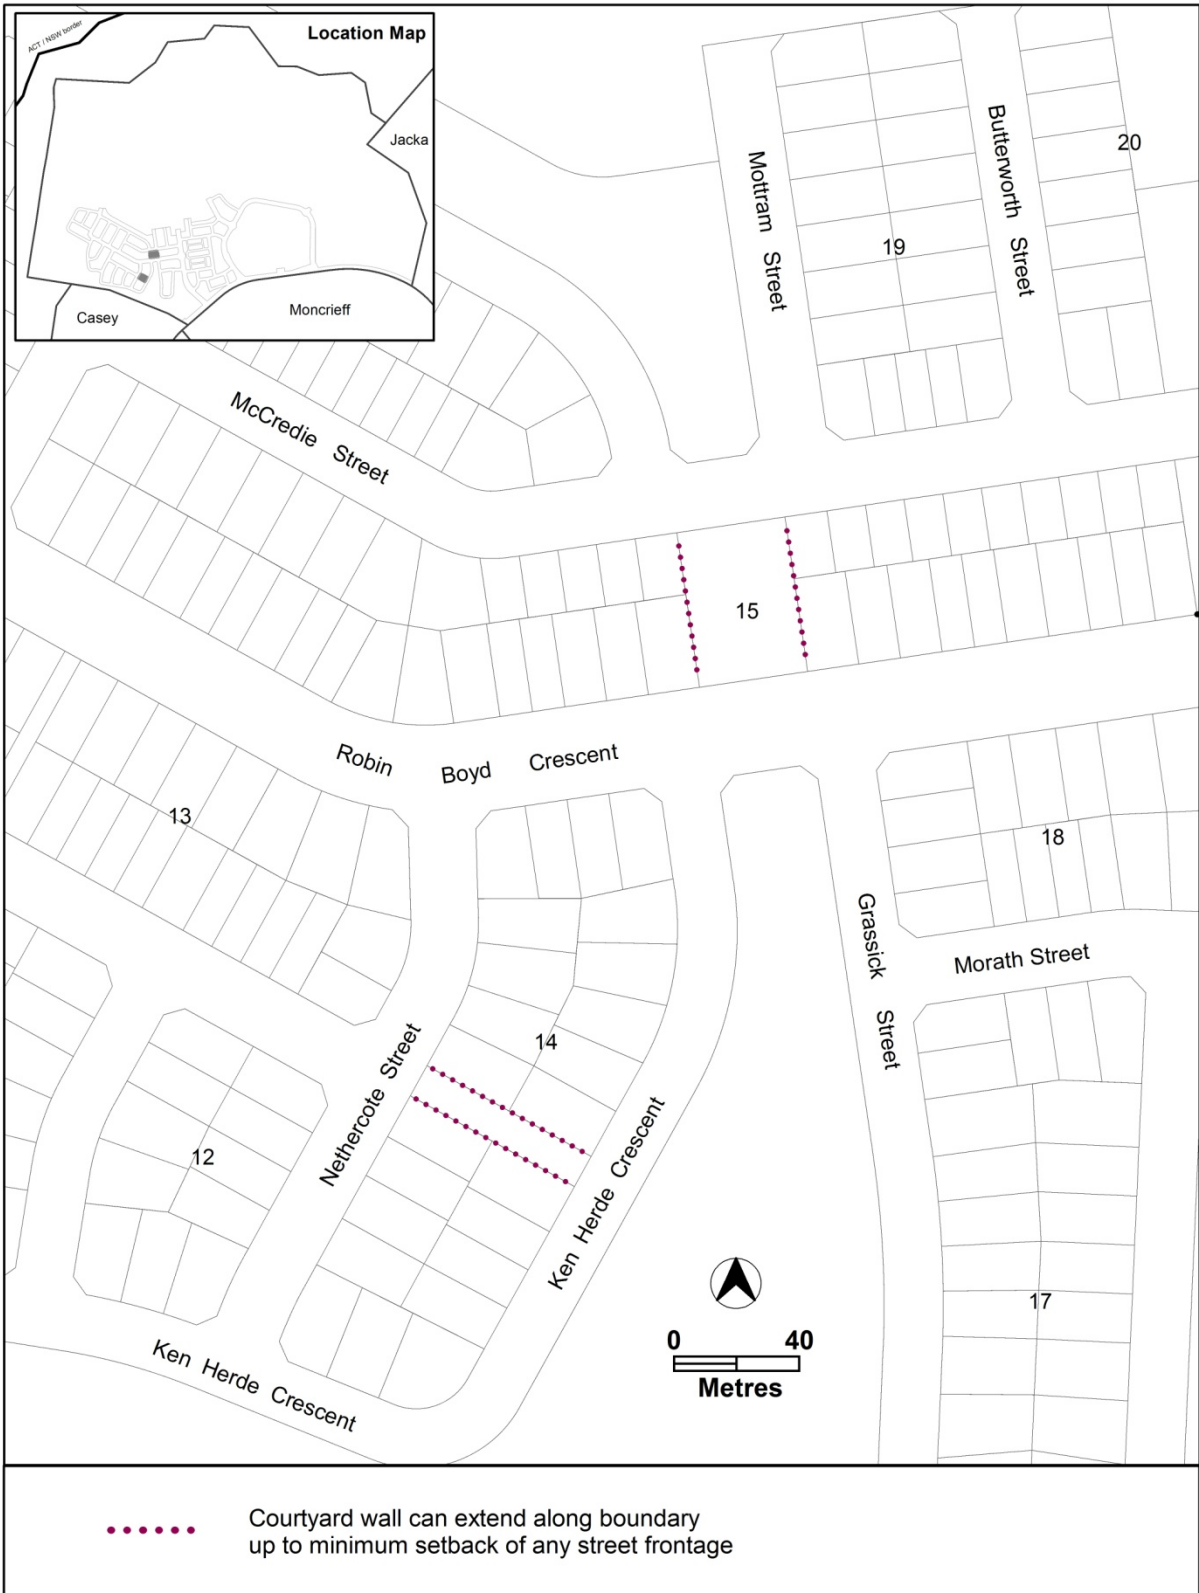 Location Map
ACT / NSW border
Jacka
Casey
Moncrieff
Mottram Street
Butterworth Street
20
19
McCredie Street
15
Robin Boyd Crescent
13
18
Grassick Street
Morath Street
14
Nethercote Street
12
Ken Herde Crescent
17
0 40
Metres
Ken Herde Crescent
Courtyard wall can extend along boundary
up to minimum setback of any street frontage